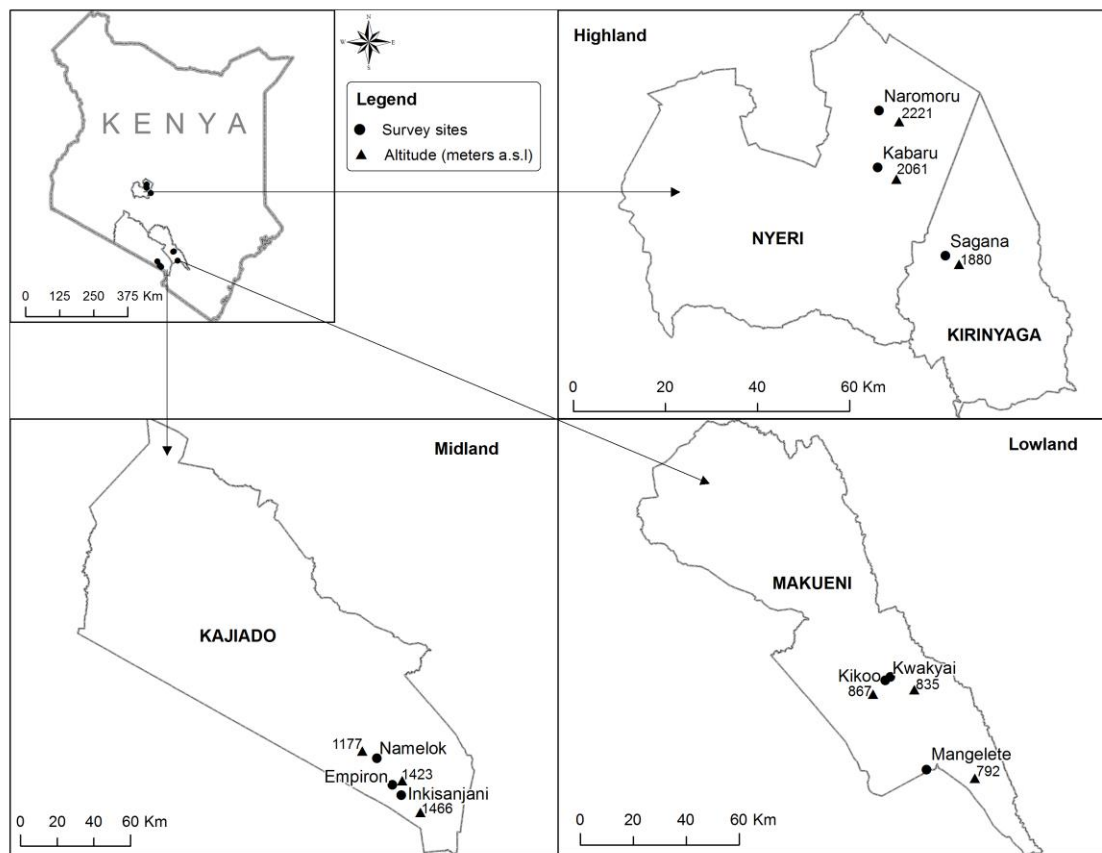 KENYA
0 125 250 375 Km
N
W E
S
Legend
Survey sites
Altitude (meters a.s.l)
Highland
Naromoru
2221
Kabaru
2061
NYERI
Sagana
1880
KIRINYAGA
0 20 40 60 Km
Midland
KAJIADO
1177
Namelok
Empiron
1423
Inkisanjani
1466
0 20 40 60 Km
Lowland
MAKUENI
Kikoo
Kwakyai
867
835
Mangelete
792
0 20 40 60 Km